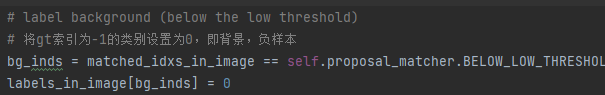 # label background (below the low threshold)
# 将gt索引为-1的类别设置为0，即背景，负样本
bg_inds = matched_idxs_in_image == self.proposal_matcher.BELOW_LOW_THRESHOL
labels_in_image[bg_inds] = 0